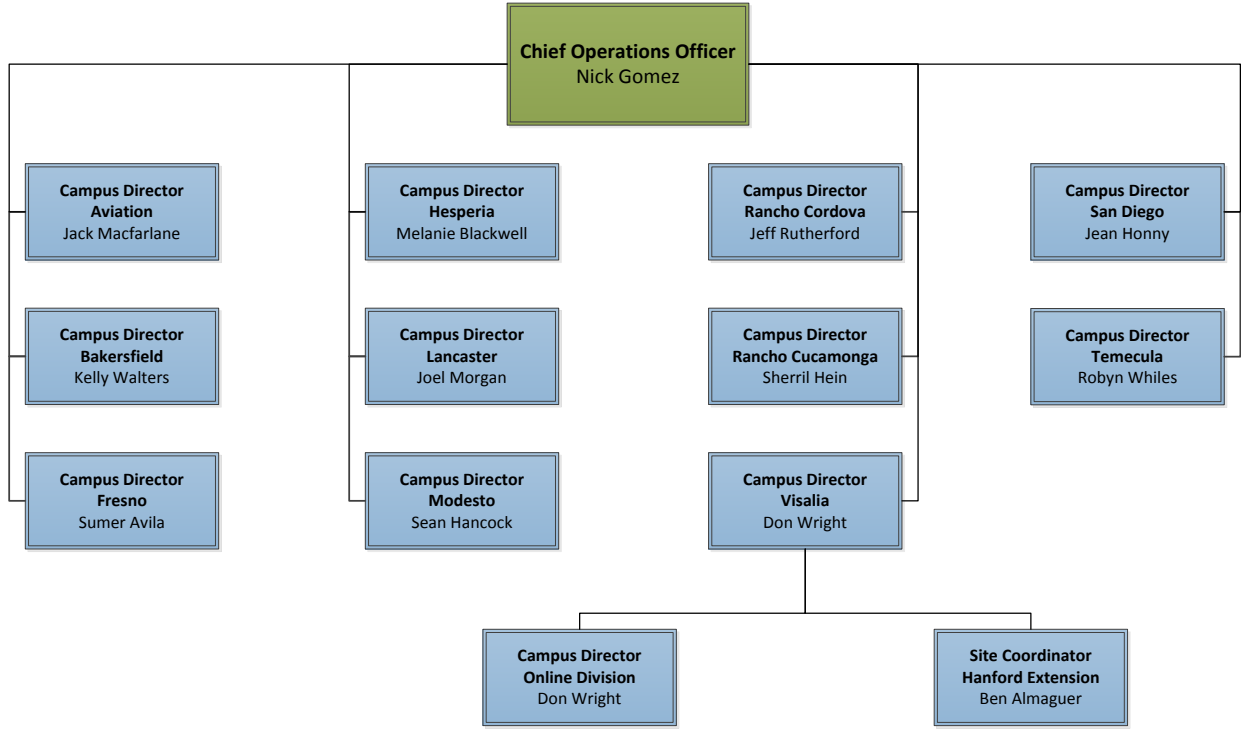 Chief Operations Officer
Nick Gomez
Campus Director
Aviation
Jack Macfarlane
Campus Director
Hesperia
Melanie Blackwell
Campus Director
Rancho Cordova
Jeff Rutherford
Campus Director
San Diego
Jean Honny
Campus Director
Bakersfield
Kelly Walters
Campus Director
Lancaster
Joel Morgan
Campus Director
Rancho Cucamonga
Sherril Hein
Campus Director
Temecula
Robyn Whiles
Campus Director
Fresno
Sumer Avila
Campus Director
Modesto
Sean Hancock
Campus Director
Visalia
Don Wright
Campus Director
Online Division
Don Wright
Site Coordinator
Hanford Extension
Ben Almaguer